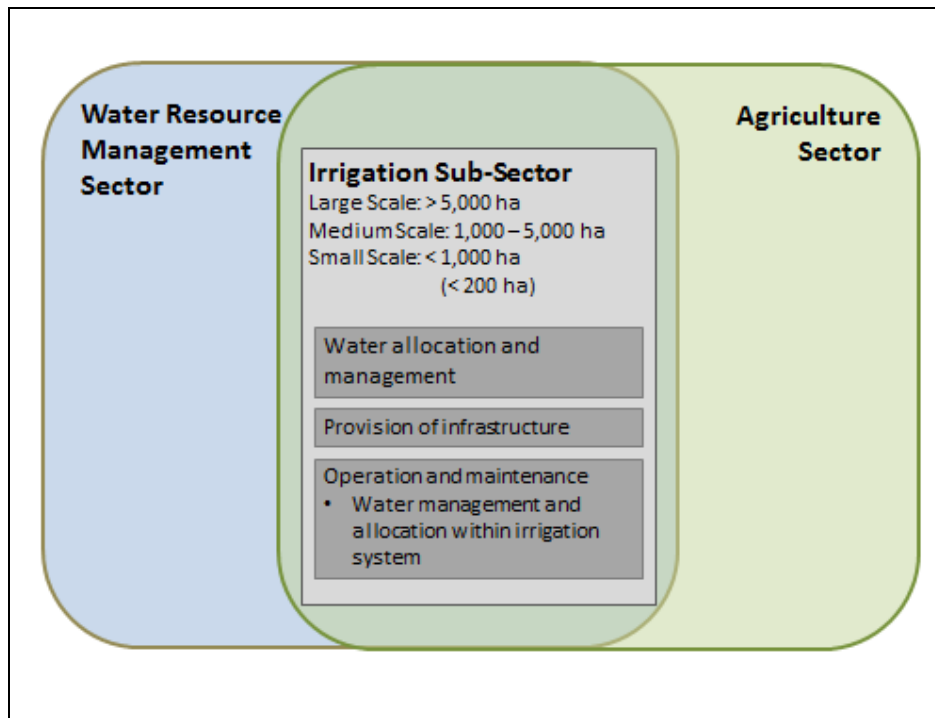 Water Resource
Management
Sector
Agriculture
Sector
Irrigation Sub-Sector
Large Scale: > 5,000 ha
Medium Scale: 1,000 – 5,000 ha
Small Scale: < 1,000 ha
(< 200 ha)
Water allocation and
management
Provision of infrastructure
Operation and maintenance
• Water management and
allocation within irrigation
system